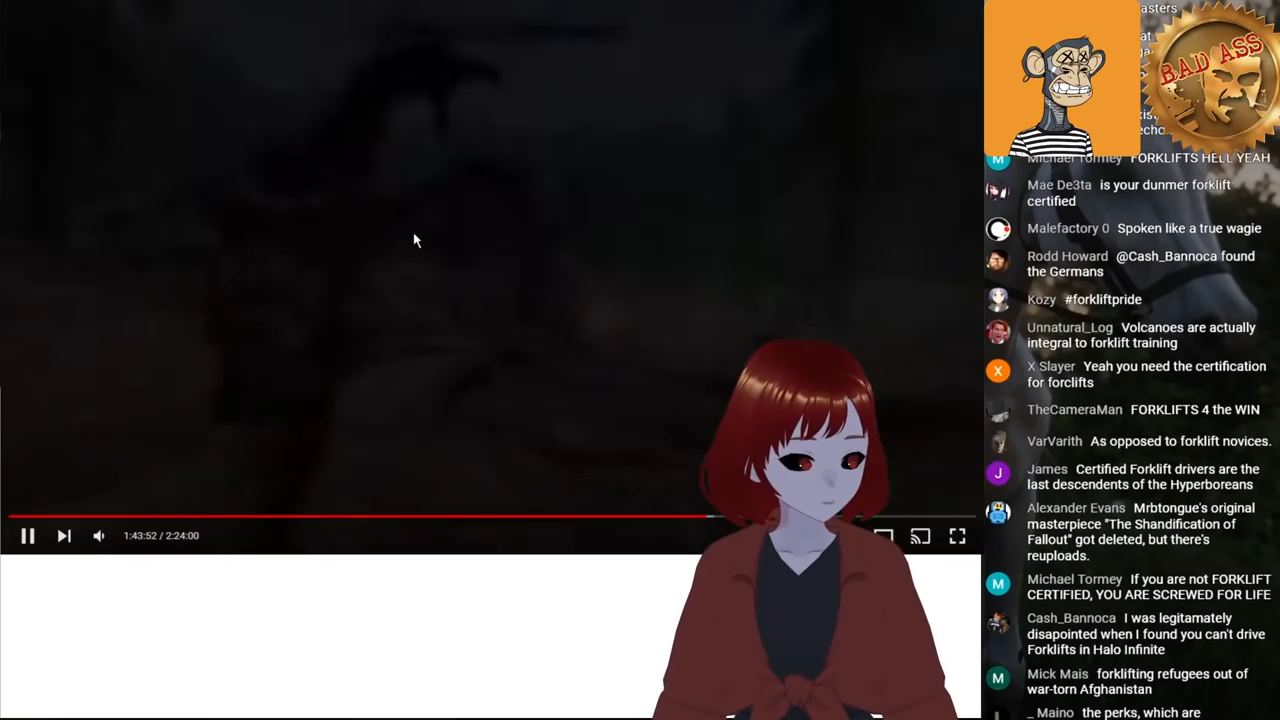 asters
BAD ASS
Michael Tormey FORKLIFTS HELL YEAH
Mae De3ta is your dunmer forklift
certified
Malefactory 0 Spoken like a true wagie
Rodd Howard @Cash_Bannoca found
the Germans
Kozy #forkliftpride
Unnatural_Log Volcanoes are actually
integral to forklift training
X
X Slayer Yeah you need the certification
for forclifts
TheCameraMan FORKLIFTS 4 the WIN
VarVarith As opposed to forklift novices.
J
James Certified Forklift drivers are the
last descendents of the Hyperboreans
Alexander Evans Mrbtongue's original
masterpiece "The Shandification of
Fallout" got deleted, but there's
reuploads.
M
Michael Tormey If you are not FORKLIFT
CERTIFIED, YOU ARE SCREWED FOR LIFE
Cash_Bannoca I was legitamately
disapointed when I found you can't drive
Forklifts in Halo Infinite
M
Mick Mais forklifting refugees out of
war-torn Afghanistan
_ Maino the perks, which are
1:43:52 / 2:24:00